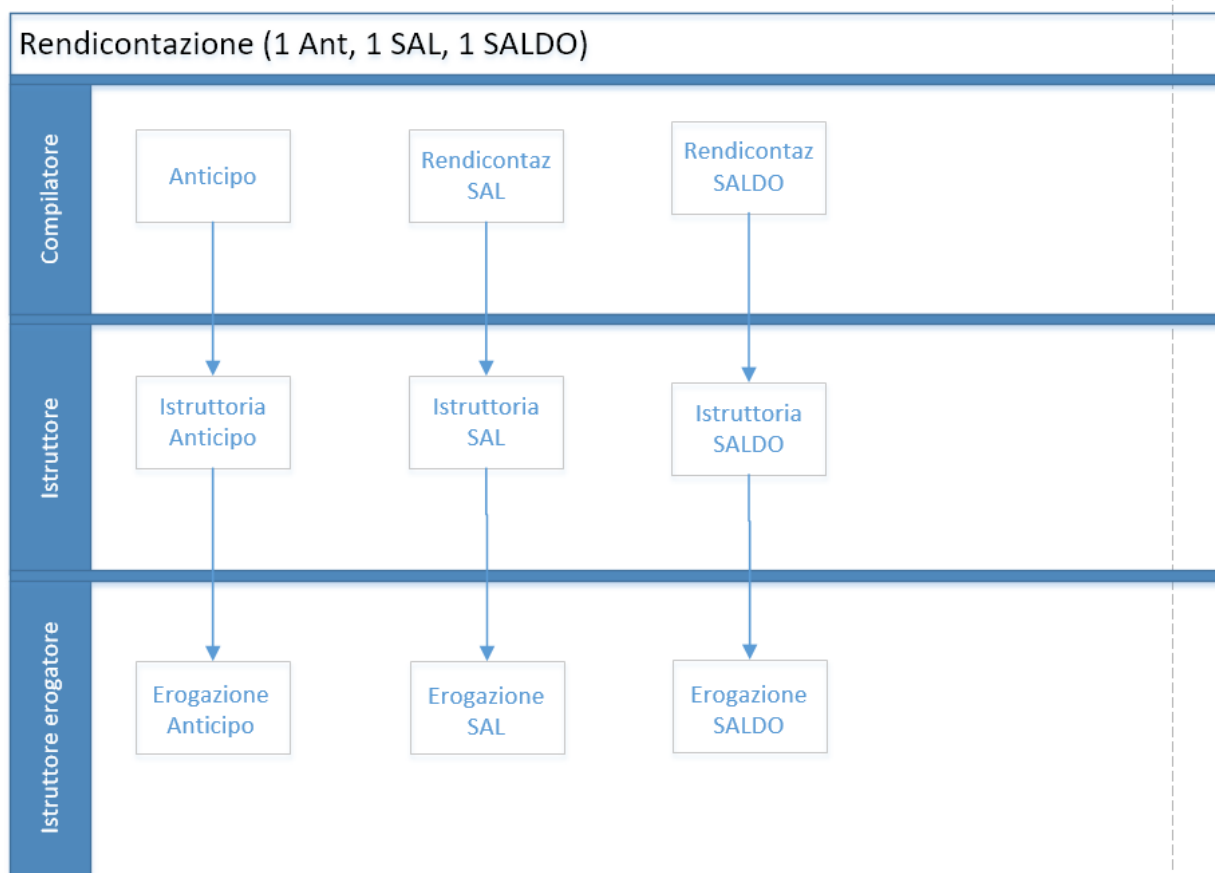 Rendicontazione (1 Ant, 1 SAL, 1 SALDO)
Compilatore
Anticipo
Rendicontaz
SAL
Rendicontaz
SALDO
Istruttore
Istruttoria
Anticipo
Istruttoria
SAL
Istruttoria
SALDO
Istruttore erogatore
Erogazione
Anticipo
Erogazione
SAL
Erogazione
SALDO